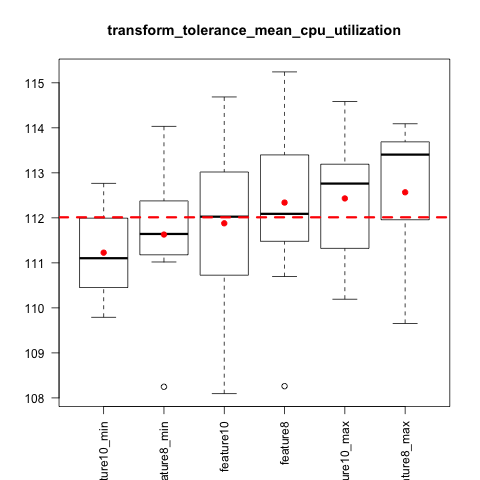 transform_tolerance_mean_cpu_utilization
115
114
113
112
111
110
109
108
ture10_min
ature8_min
feature10
feature8
ure10_max
ture8_max